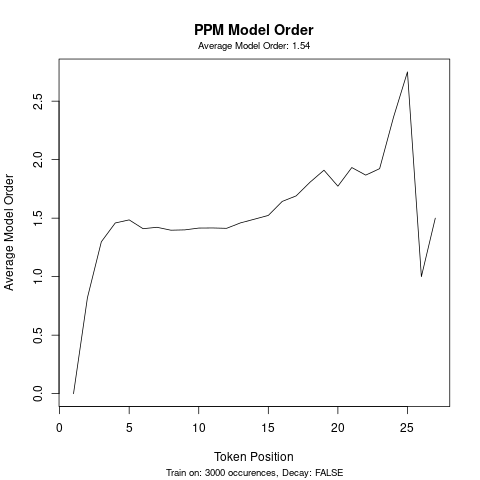 PPM Model Order
Average Model Order: 1.54
Average Model Order
2.5
2.0
1.5
1.0
0.5
0.0
0 5 10 15 20 25
Token Position
Train on: 3000 occurences, Decay: FALSE